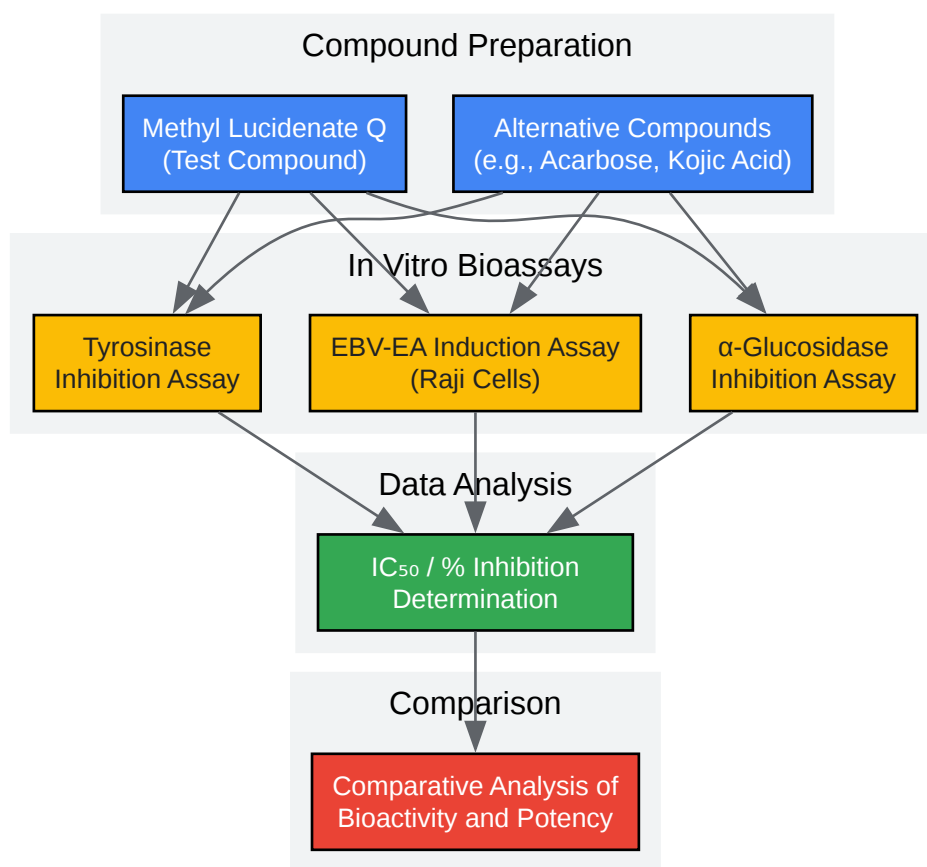 Compound Preparation
Methyl Lucidenate Q
(Test Compound)
Alternative Compounds
(e.g., Acarbose, Kojic Acid)
In Vitro Bioassays
Tyrosinase
Inhibition Assay
EBV-EA Induction Assay
(Raji Cells)
α-Glucosidase
Inhibition Assay
Data Analysis
IC₅₀ / % Inhibition
Determination
Comparison
Comparative Analysis of
Bioactivity and Potency